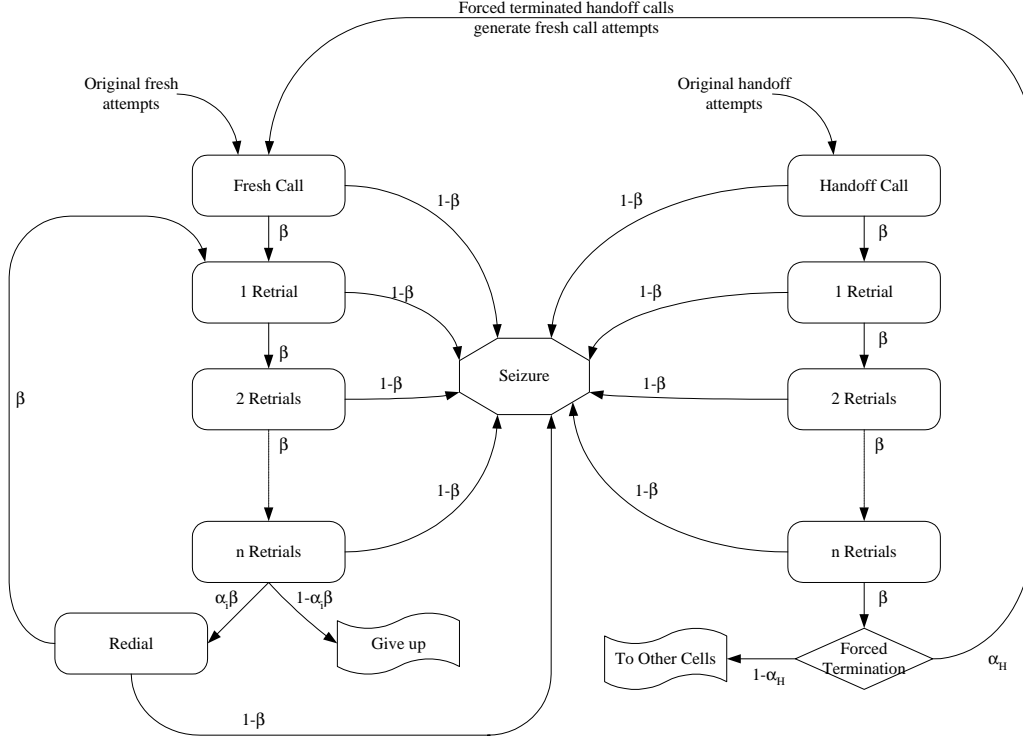 Forced terminated handoff calls
generate fresh call attempts
Original fresh
attempts
Original handoff
attempts
Fresh Call
1-β
1-β
Handoff Call
β
β
1 Retrial
1-β
1-β
1 Retrial
β
β
Seizure
β
2 Retrials
1-β
1-β
2 Retrials
β
β
1-β
1-β
n Retrials
n Retrials
αiβ
1-αiβ
β
Redial
Give up
To Other Cells
Forced
Termination
1-αH
αH
1-β